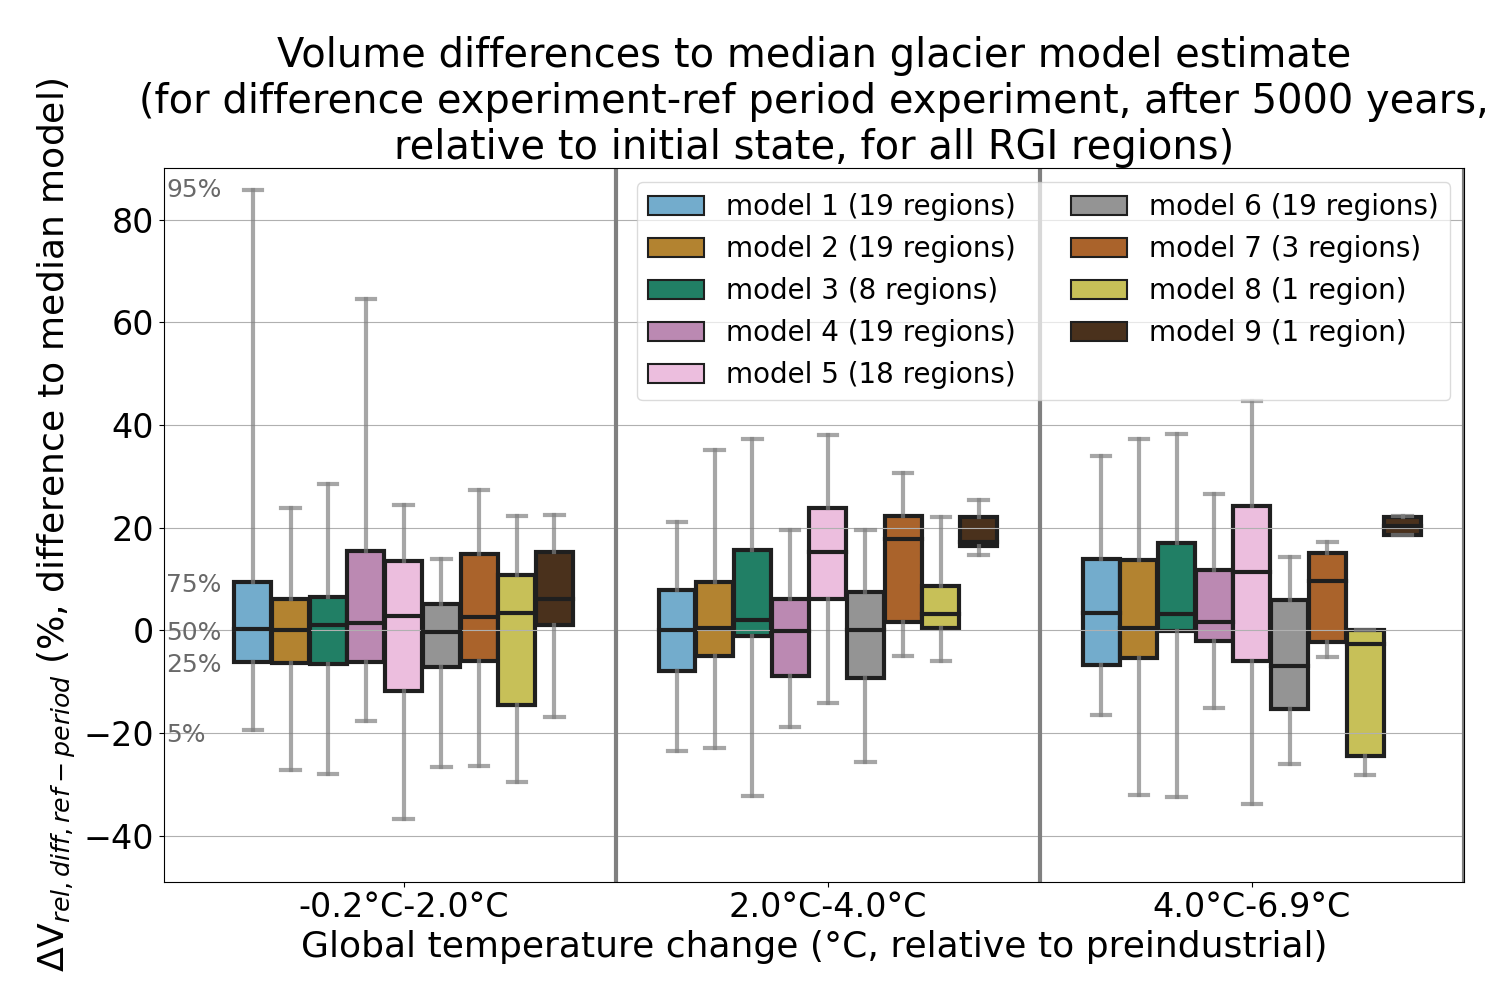 Volume differences to median glacier model estimate
(for difference experiment-ref period experiment, after 5000 years,
relative to initial state, for all RGI regions)
ΔV_{rel, diff, ref − period} (%, difference to median model)
80
60
40
20
0
−20
−40
95%
75%
50%
25%
5%
model 1 (19 regions)
model 2 (19 regions)
model 3 (8 regions)
model 4 (19 regions)
model 5 (18 regions)
model 6 (19 regions)
model 7 (3 regions)
model 8 (1 region)
model 9 (1 region)
-0.2°C-2.0°C
2.0°C-4.0°C
4.0°C-6.9°C
Global temperature change (°C, relative to preindustrial)